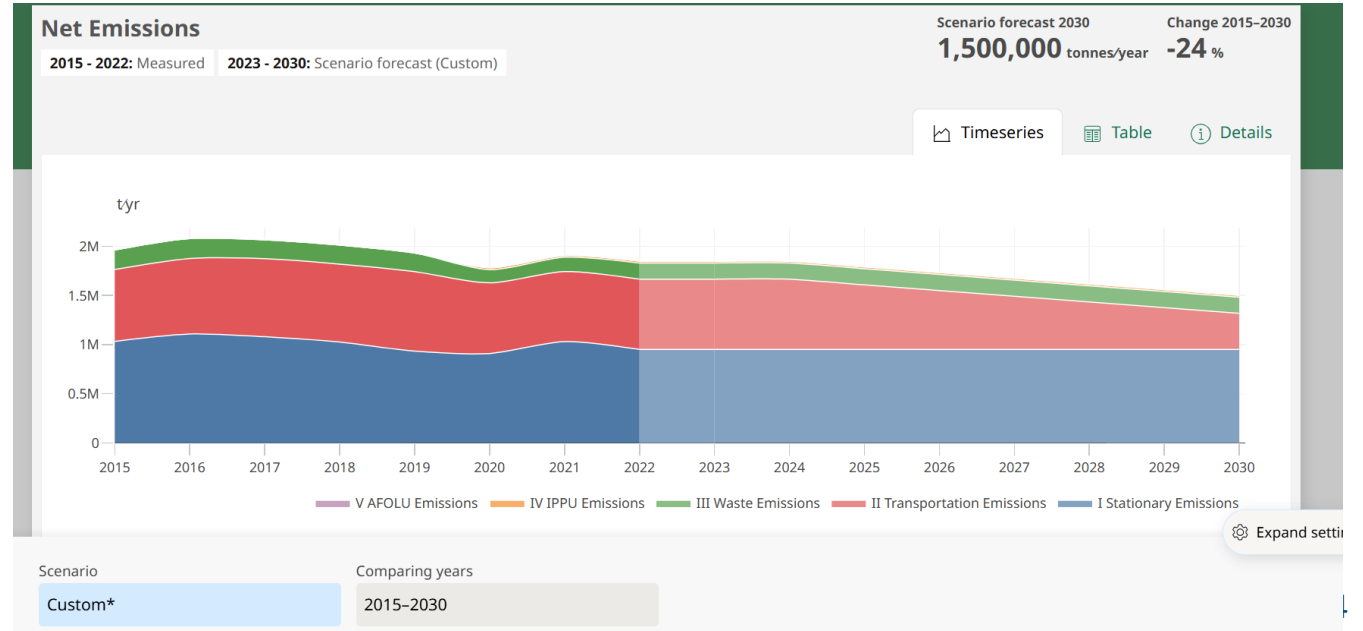 Net Emissions
2015 - 2022: Measured 2023 - 2030: Scenario forecast (Custom)
Scenario forecast 2030
1,500,000 tonnes/year
Change 2015–2030
-24 %
Timeseries Table Details
t/yr
2M
1.5M
1M
0.5M
0
2015 2016 2017 2018 2019 2020 2021 2022 2023 2024 2025 2026 2027 2028 2029 2030
V AFOLU Emissions IV IPPU Emissions III Waste Emissions II Transportation Emissions I Stationary Emissions
Expand
Scenario
Custom*
Comparing years
2015–2030